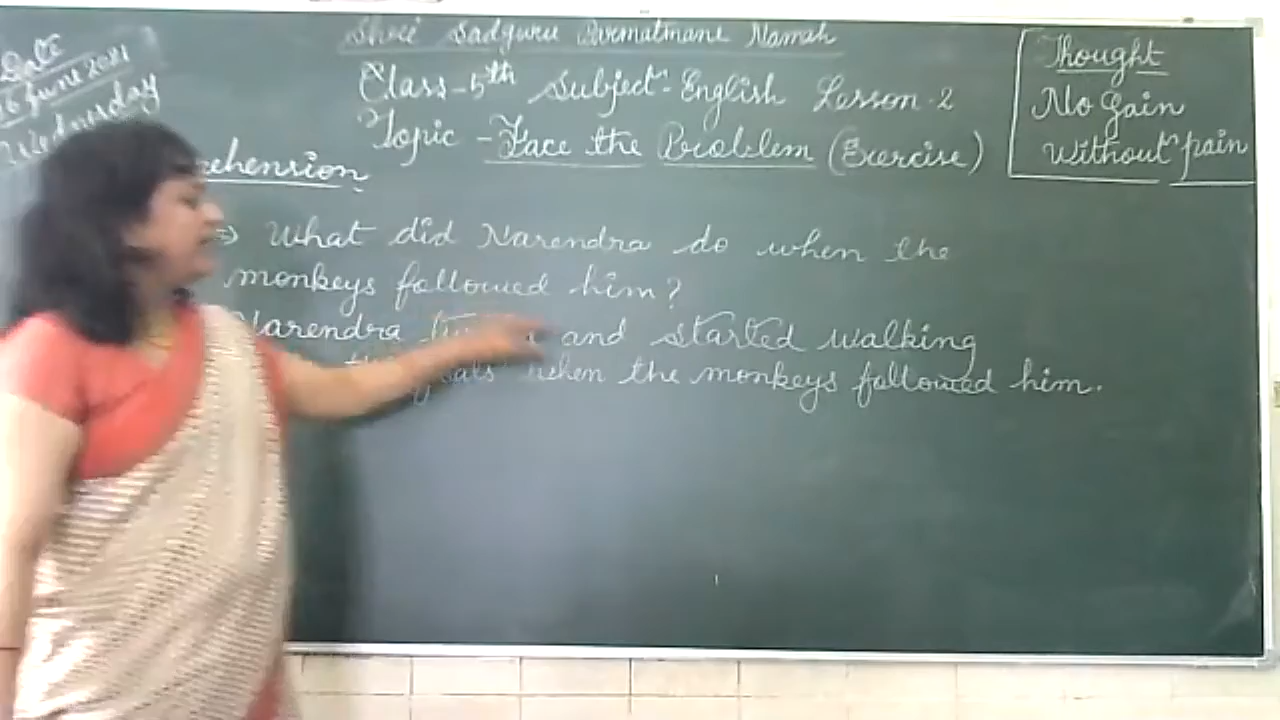 Date
16 June 2021
Wednesday
Shree Sadguru Parmatmane Namah
Class-5th Subject-English Lesson-2
Topic - Face the Problem (Exercise)
Thought
No Gain
without pain
ehension
⇒ What did Narendra do when the
monkeys followed him?
Narendra and started walking
when the monkeys followed him.